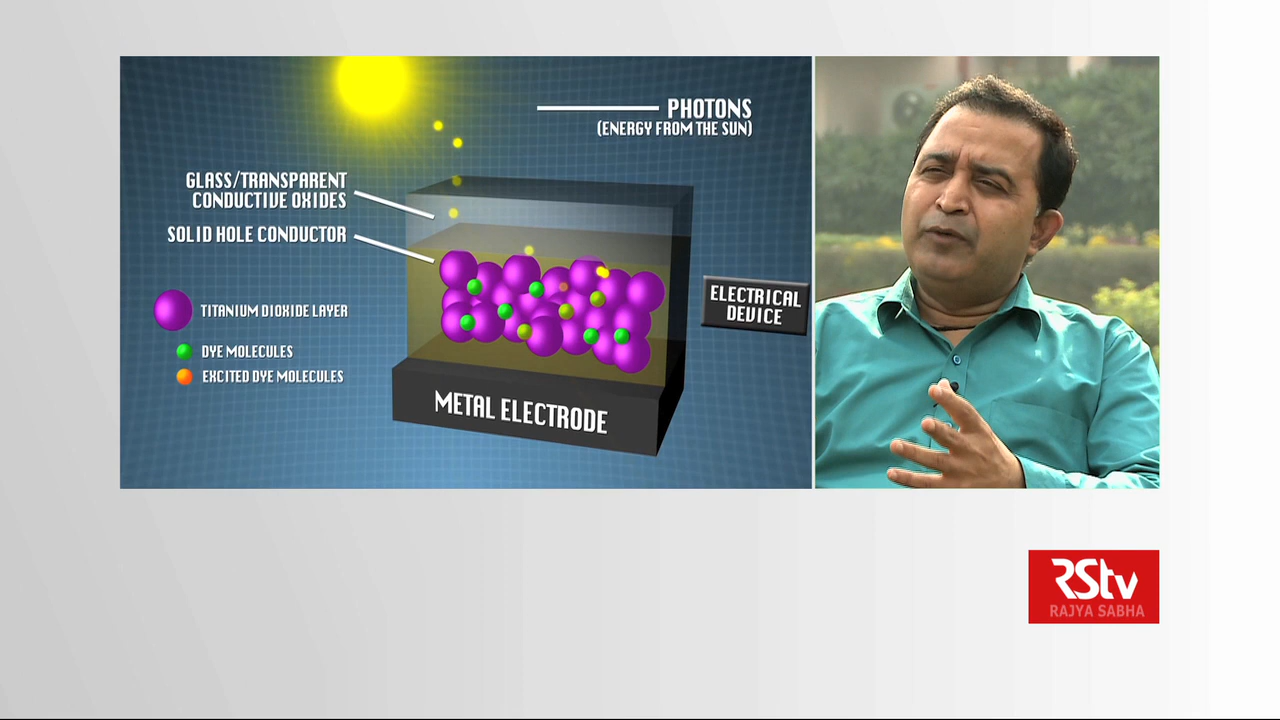 PHOTONS
(ENERGY FROM THE SUN)
GLASS/TRANSPARENT
CONDUCTIVE OXIDES
SOLID HOLE CONDUCTOR
TITANIUM DIOXIDE LAYER
DYE MOLECULES
EXCITED DYE MOLECULES
ELECTRICAL
DEVICE
METAL ELECTRODE
RStv
RAJYA SABHA